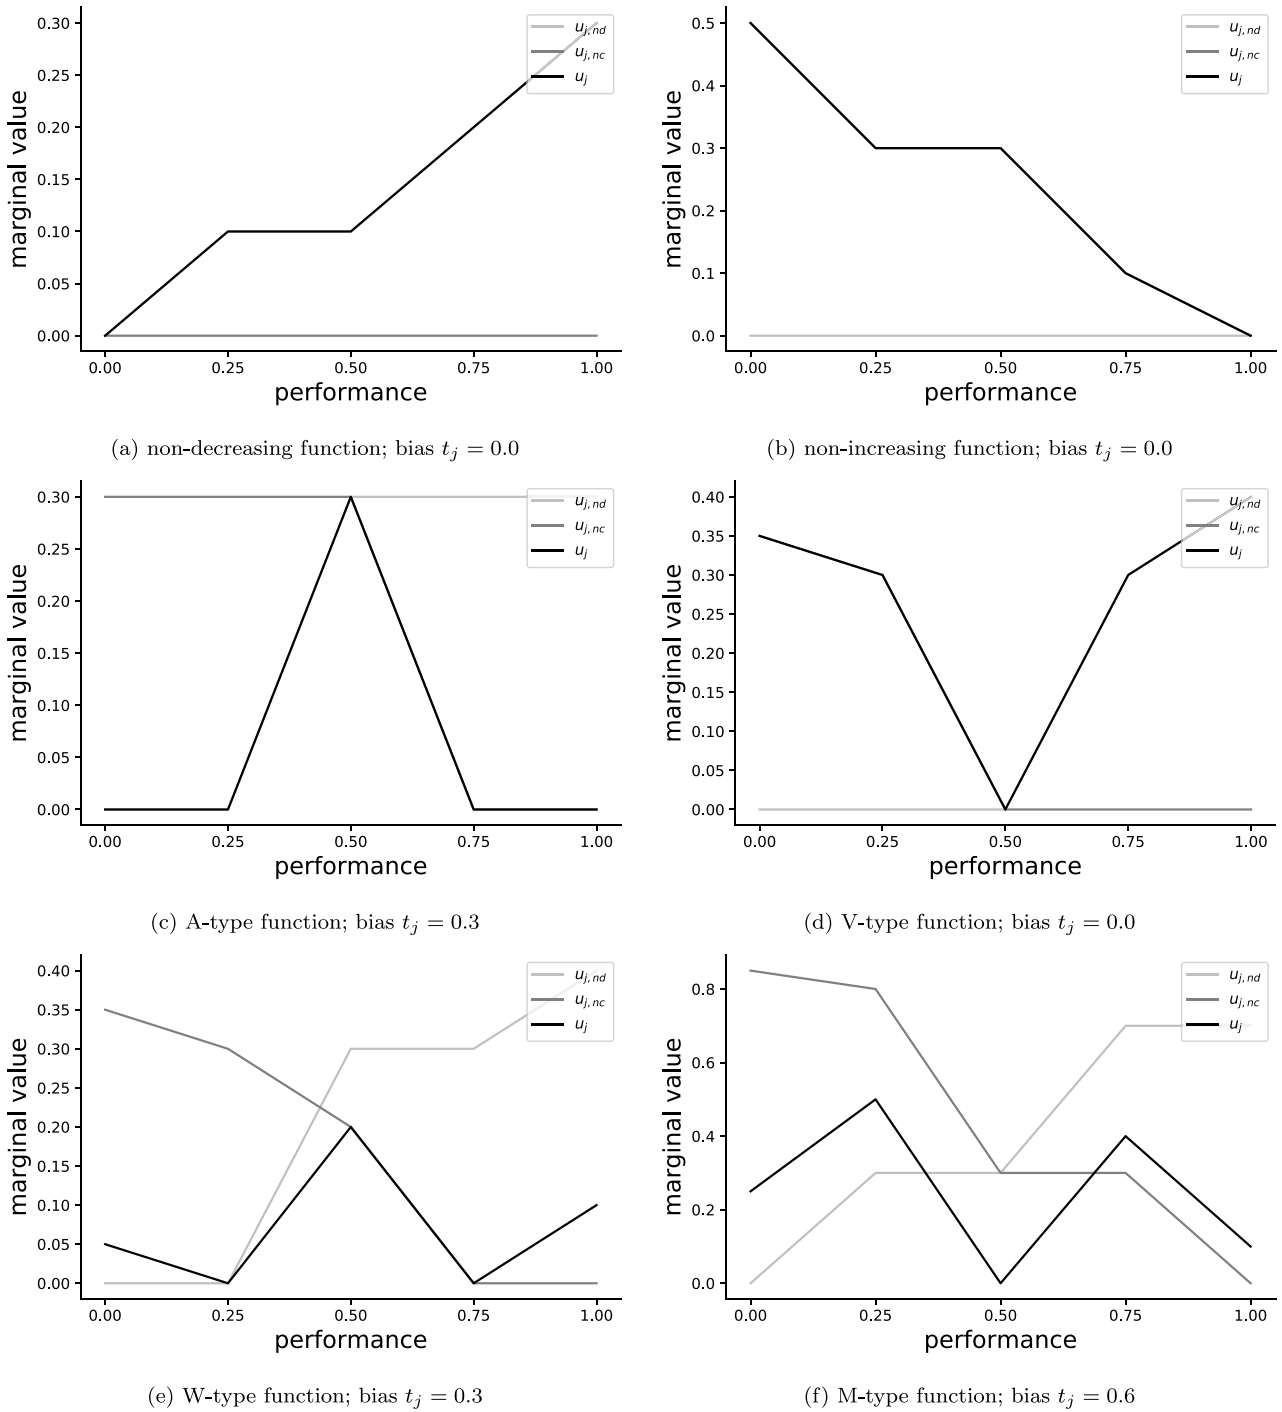 0.30
0.25
0.20
0.15
0.10
0.05
0.00
marginal value
0.00 0.25 0.50 0.75 1.00
performance
u_{j,nd}
u_{j,nc}
u_j
(a) non-decreasing function; bias t_j = 0.0
0.5
0.4
0.3
0.2
0.1
0.0
marginal value
0.00 0.25 0.50 0.75 1.00
performance
u_{j,nd}
u_{j,nc}
u_j
(b) non-increasing function; bias t_j = 0.0
0.30
0.25
0.20
0.15
0.10
0.05
0.00
marginal value
0.00 0.25 0.50 0.75 1.00
performance
u_{j,nd}
u_{j,nc}
u_j
(c) A-type function; bias t_j = 0.3
0.40
0.35
0.30
0.25
0.20
0.15
0.10
0.05
0.00
marginal value
0.00 0.25 0.50 0.75 1.00
performance
u_{j,nd}
u_{j,nc}
u_j
(d) V-type function; bias t_j = 0.0
0.40
0.35
0.30
0.25
0.20
0.15
0.10
0.05
0.00
marginal value
0.00 0.25 0.50 0.75 1.00
performance
u_{j,nd}
u_{j,nc}
u_j
(e) W-type function; bias t_j = 0.3
0.8
0.6
0.4
0.2
0.0
marginal value
0.00 0.25 0.50 0.75 1.00
performance
u_{j,nd}
u_{j,nc}
u_j
(f) M-type function; bias t_j = 0.6